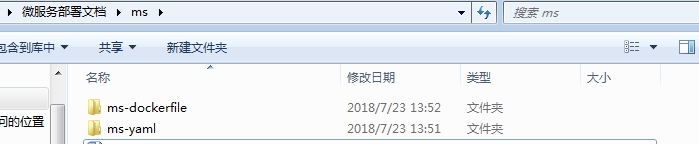 微服务部署文档 ▸ ms ▸
搜索 ms
包含到库中 ▾ 共享 ▾ 新建文件夹
名称 修改日期 类型 大小
ms-dockerfile 2018/7/23 13:52 文件夹
ms-yaml 2018/7/23 13:51 文件夹
问的位置